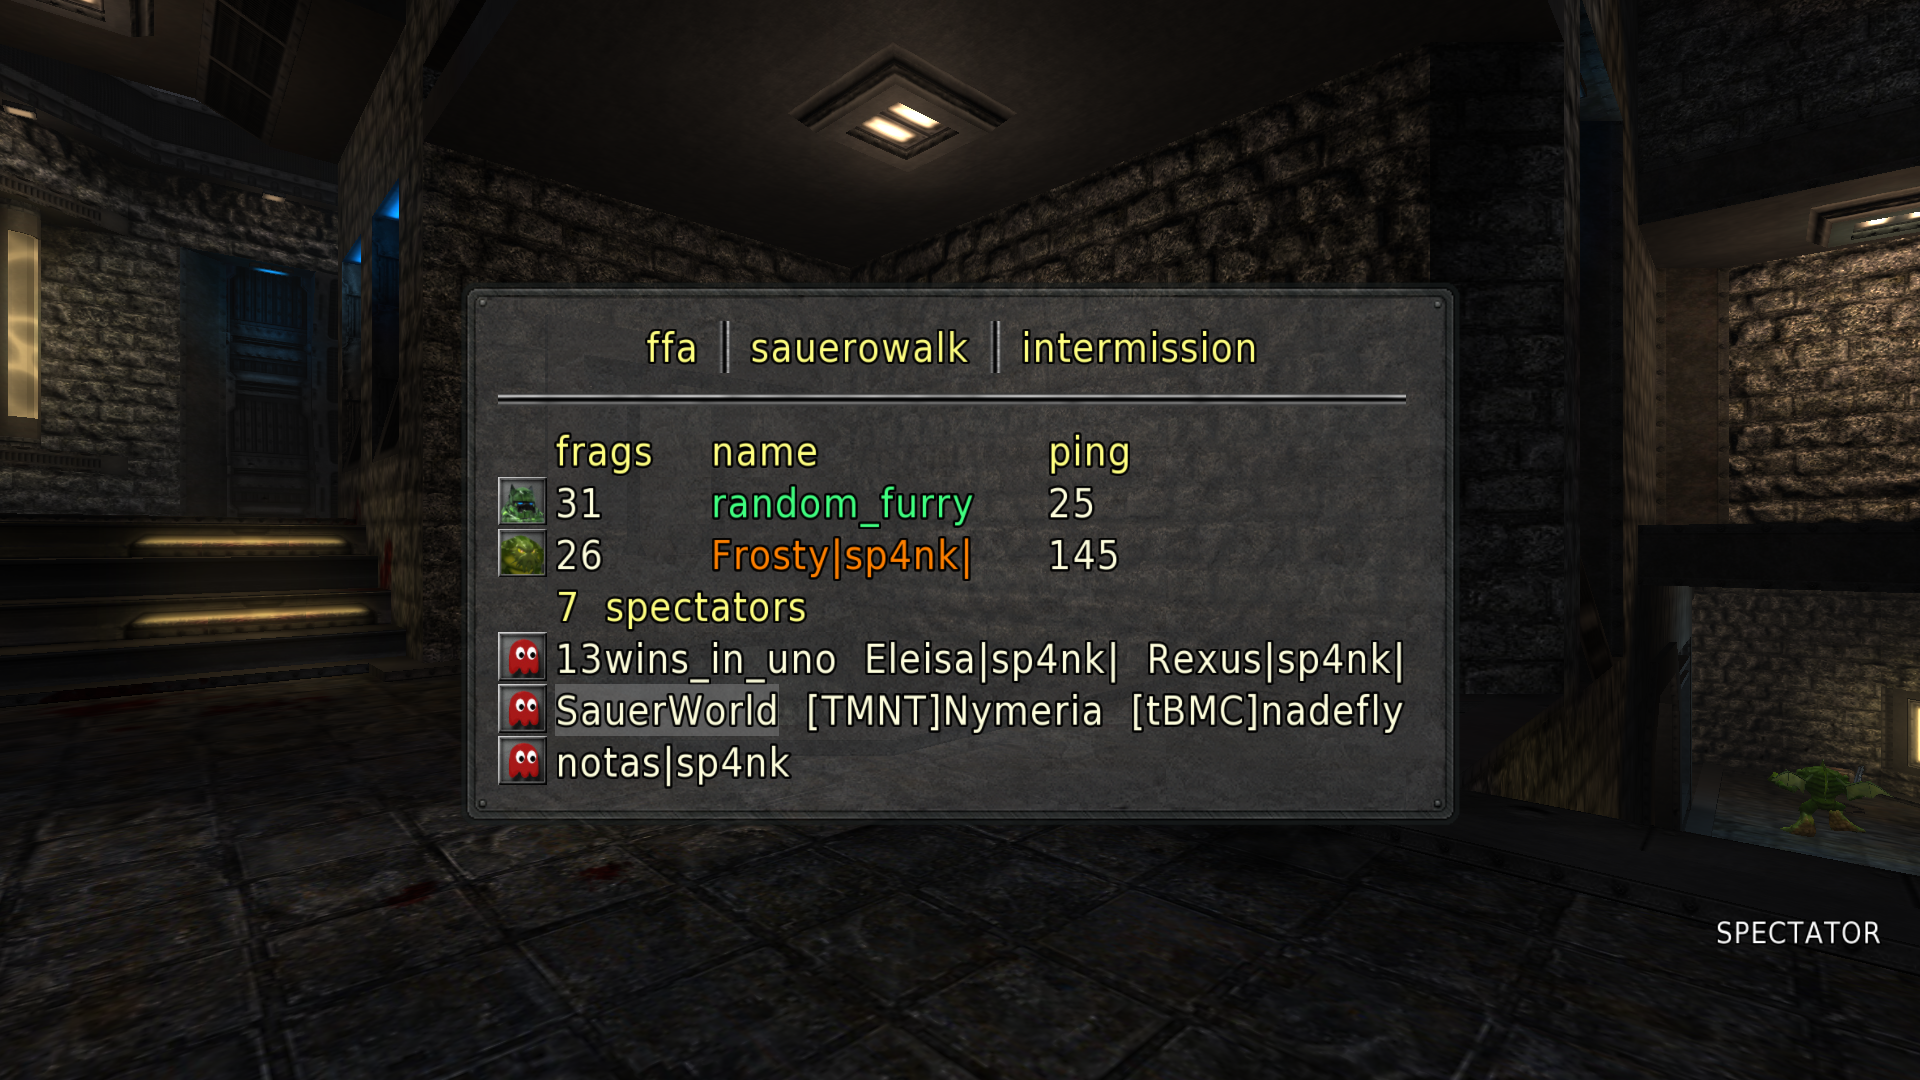 ffa | sauerowalk | intermission
frags name ping
31 random_furry 25
26 Frosty|sp4nk| 145
7 spectators
13wins_in_uno Eleisa|sp4nk| Rexus|sp4nk|
SauerWorld [TMNT]Nymeria [tBMC]nadefly
notas|sp4nk
SPECTATOR